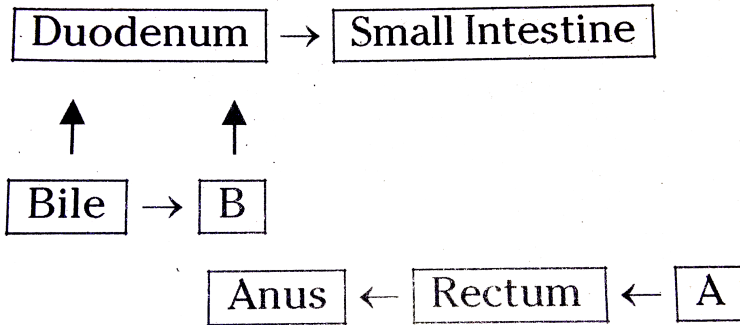 Duodenum → Small Intestine
Bile → B
Anus ← Rectum ← A